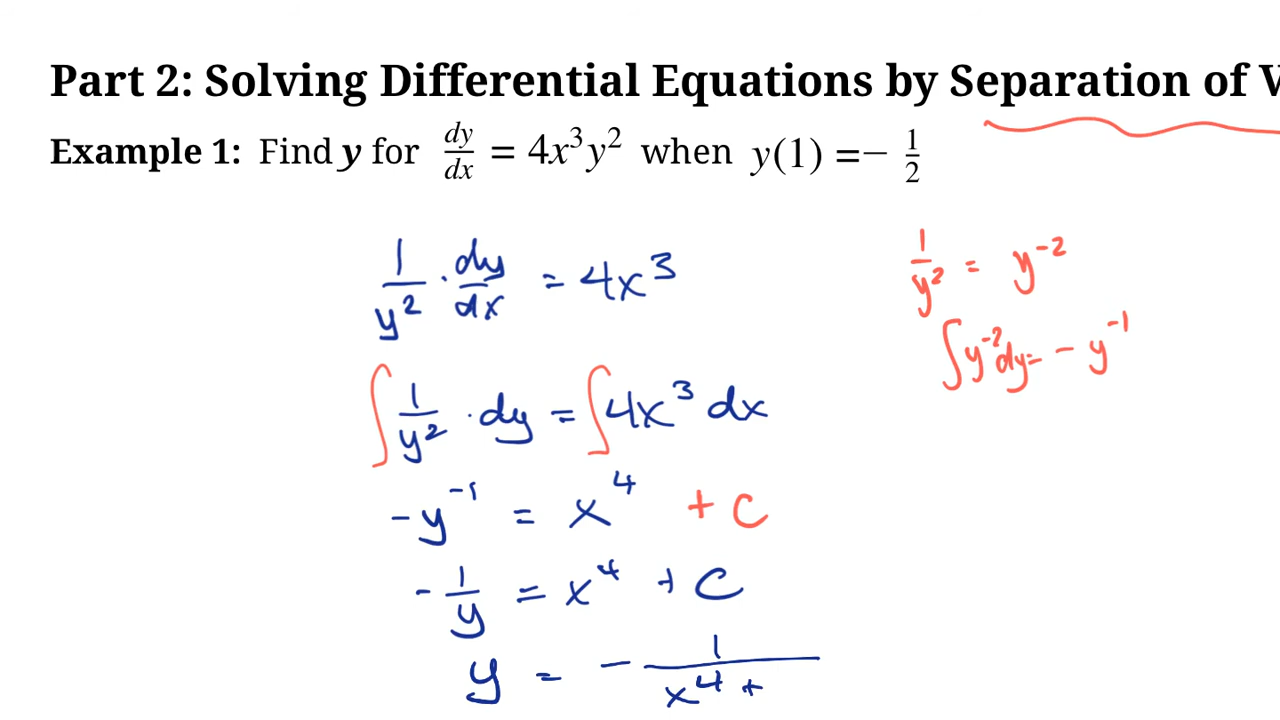 Part 2: Solving Differential Equations by Separation of V
Example 1: Find y for dy/dx = 4x³y² when y(1) =− 1/2
1/y² · dy/dx = 4x³
1/y² = y⁻²
∫y⁻²dy = − y⁻¹
∫ 1/y² · dy = ∫4x³ dx
−y⁻¹ = x⁴ + C
− 1/y = x⁴ + C
y = − 1/(x⁴ +